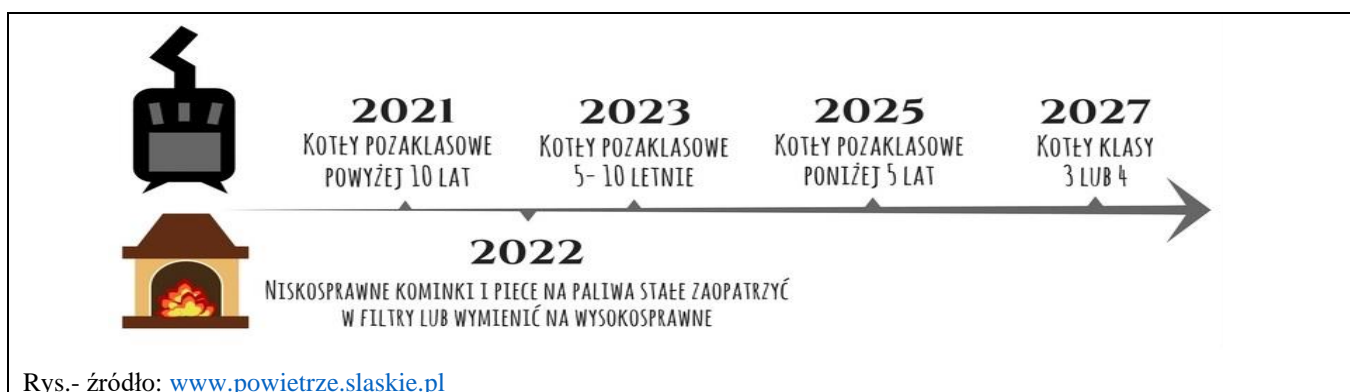 2021
KOTŁY POZAKLASOWE
POWYŻEJ 10 LAT
2023
KOTŁY POZAKLASOWE
5- 10 LETNIE
2025
KOTŁY POZAKLASOWE
PONIŻEJ 5 LAT
2027
KOTŁY KLASY
3 LUB 4
2022
NISKOSPRAWNE KOMINKI I PIECE NA PALIWA STAŁE ZAOPATRZYĆ
W FILTRY LUB WYMIENIĆ NA WYSOKOSPRAWNE
Rys.- źródło: www.powietrze.slaskie.pl